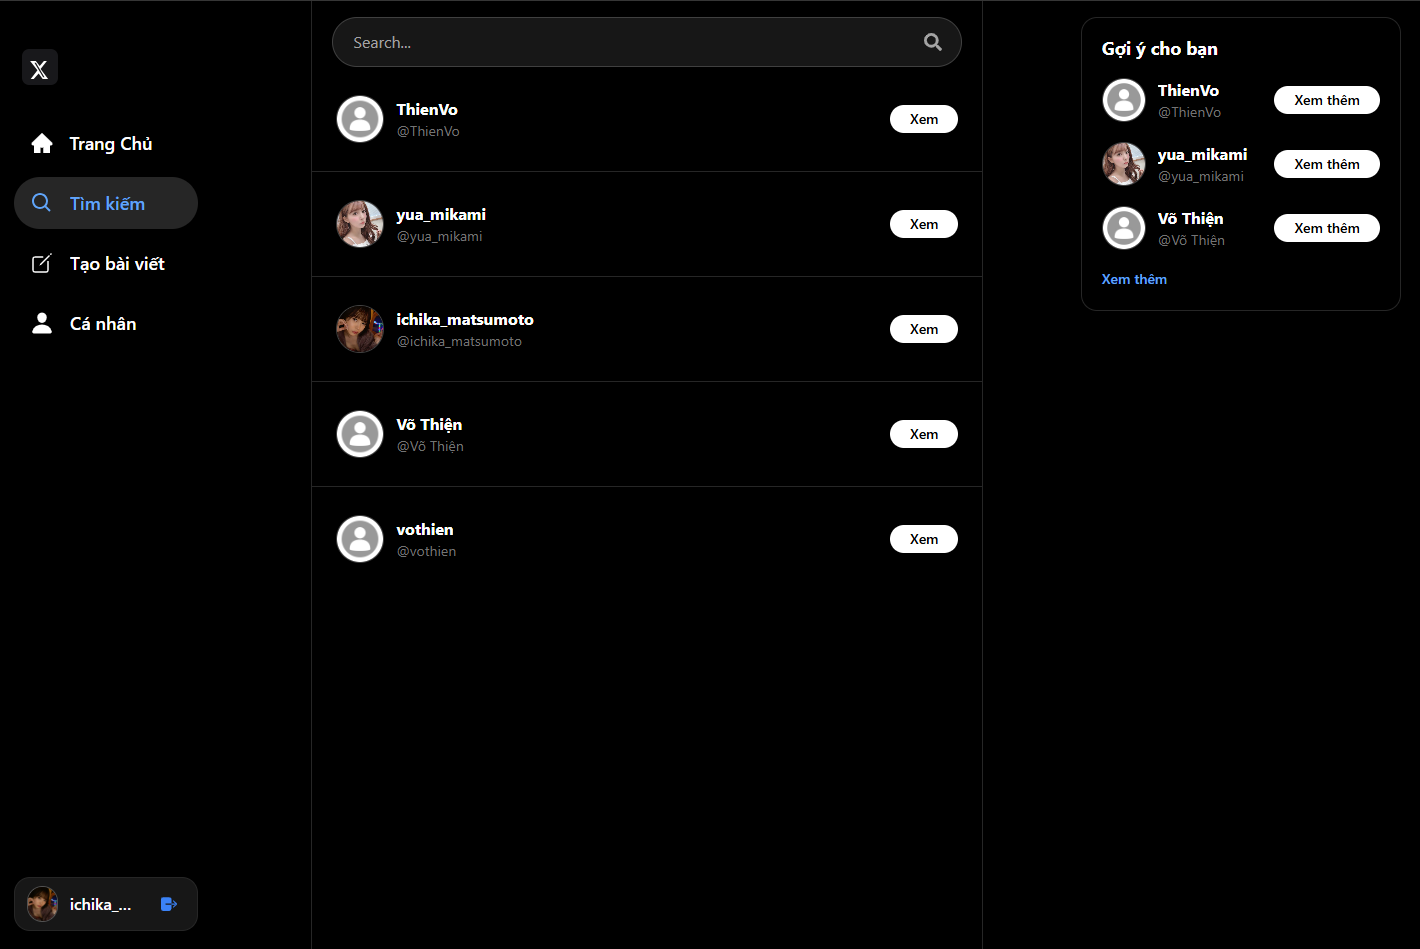 X
Trang Chủ
Tìm kiếm
Tạo bài viết
Cá nhân
ichika_...
Search...
ThienVo
@ThienVo
Xem
yua_mikami
@yua_mikami
Xem
ichika_matsumoto
@ichika_matsumoto
Xem
Võ Thiện
@Võ Thiện
Xem
vothien
@vothien
Xem
Gợi ý cho bạn
ThienVo
@ThienVo
Xem thêm
yua_mikami
@yua_mikami
Xem thêm
Võ Thiện
@Võ Thiện
Xem thêm
Xem thêm